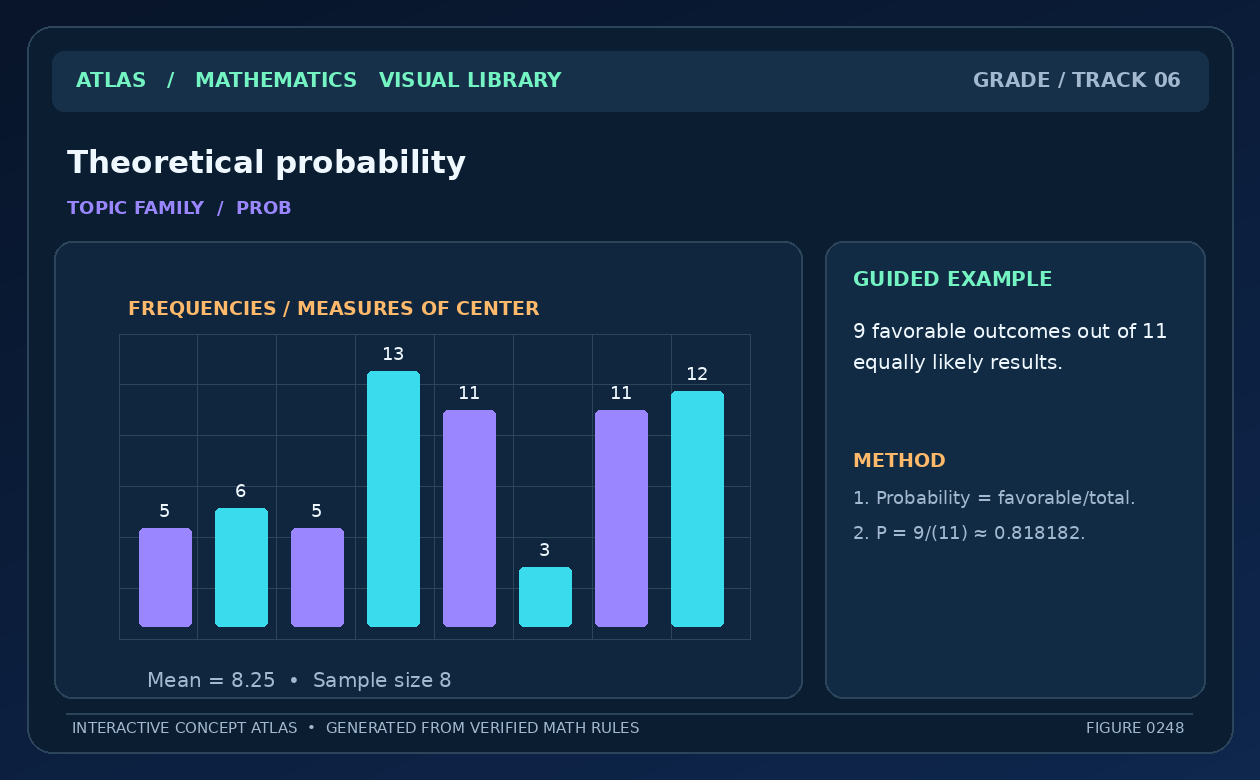 ATLAS / MATHEMATICS VISUAL LIBRARY
GRADE / TRACK 06
Theoretical probability
TOPIC FAMILY / PROB
FREQUENCIES / MEASURES OF CENTER
5
6
5
13
11
3
11
12
Mean = 8.25 • Sample size 8
GUIDED EXAMPLE
9 favorable outcomes out of 11
equally likely results.
METHOD
1. Probability = favorable/total.
2. P = 9/(11) ≈ 0.818182.
INTERACTIVE CONCEPT ATLAS • GENERATED FROM VERIFIED MATH RULES
FIGURE 0248